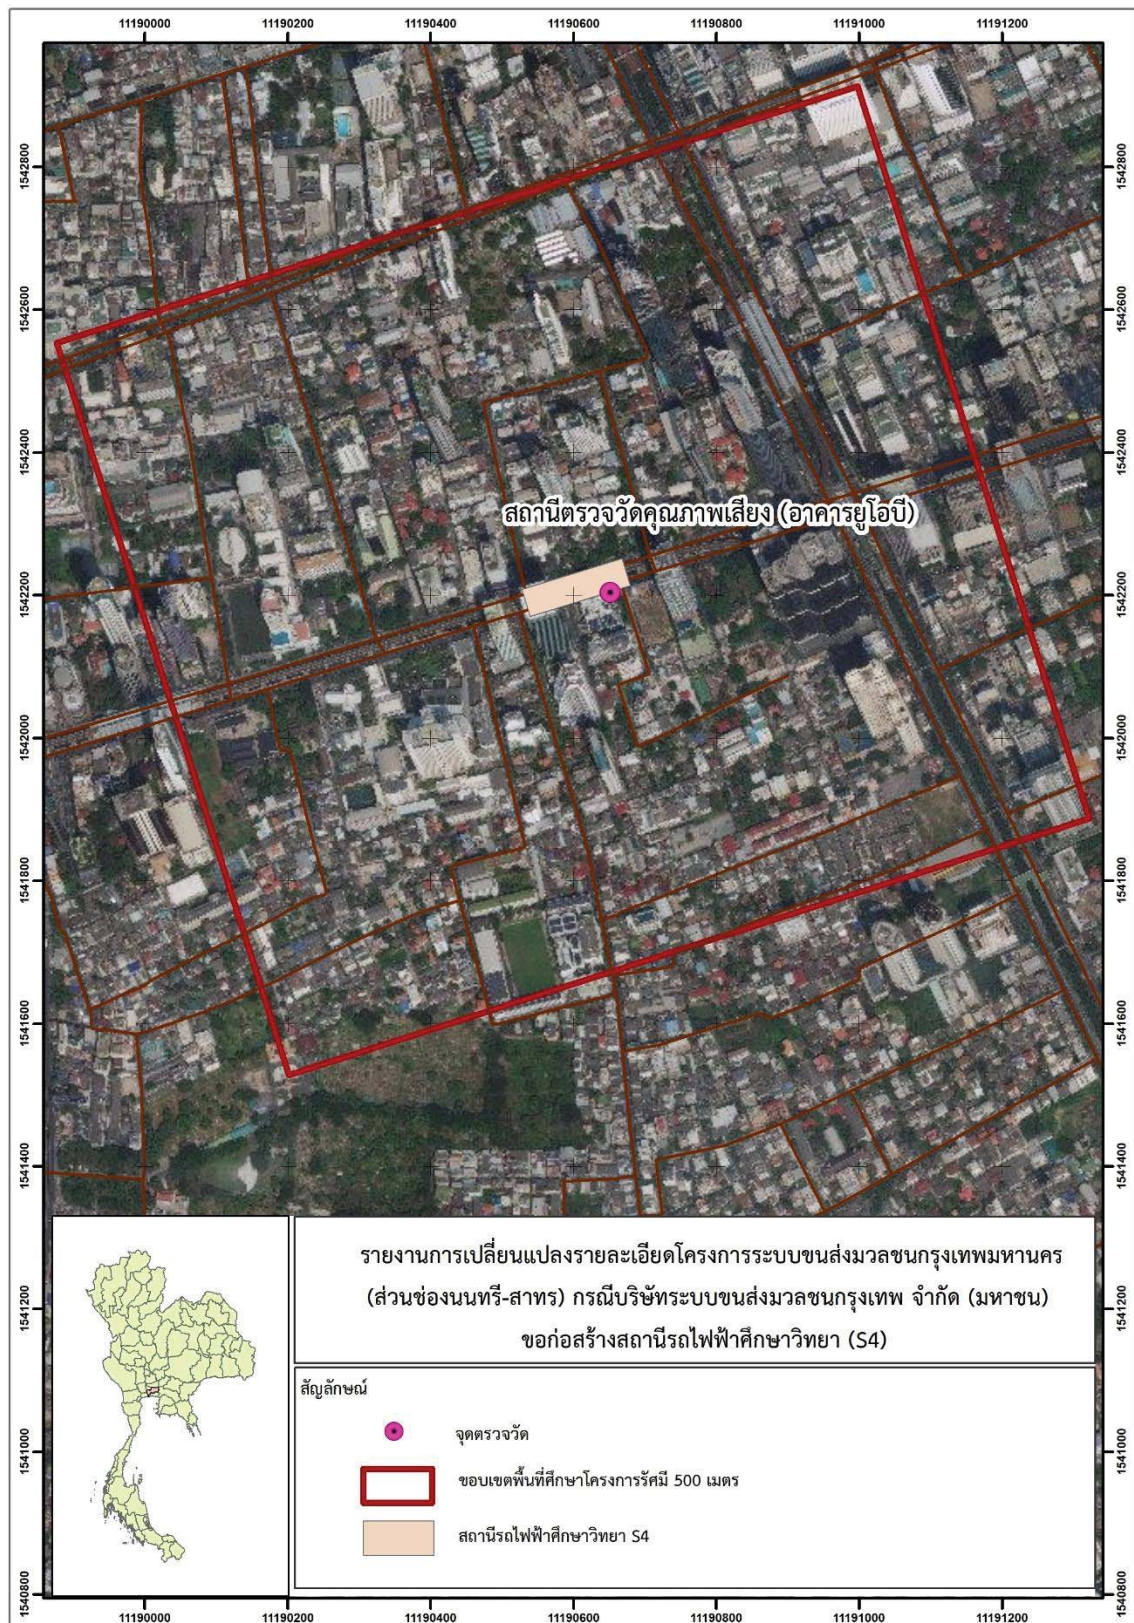 11190000 11190200 11190400 11190600 11190800 11191000 11191200
1542800 1542800
1542600 1542600
1542400 1542400
สถานีตรวจวัดคุณภาพเสียง (อาคารยูโอบี)
1542200 1542200
1542000 1542000
1541800 1541800
1541600 1541600
1541400 1541400
1541200 1541200
1541000 1541000
1540800 1540800
รายงานการเปลี่ยนแปลงรายละเอียดโครงการระบบขนส่งมวลชนกรุงเทพมหานคร
(ส่วนช่องนนทรี-สาทร) กรณีบริษัทระบบขนส่งมวลชนกรุงเทพ จำกัด (มหาชน)
ขอก่อสร้างสถานีรถไฟฟ้าศึกษาวิทยา (S4)
สัญลักษณ์
จุดตรวจวัด
ขอบเขตพื้นที่ศึกษาโครงการรัศมี 500 เมตร
สถานีรถไฟฟ้าศึกษาวิทยา S4
11190000 11190200 11190400 11190600 11190800 11191000 11191200